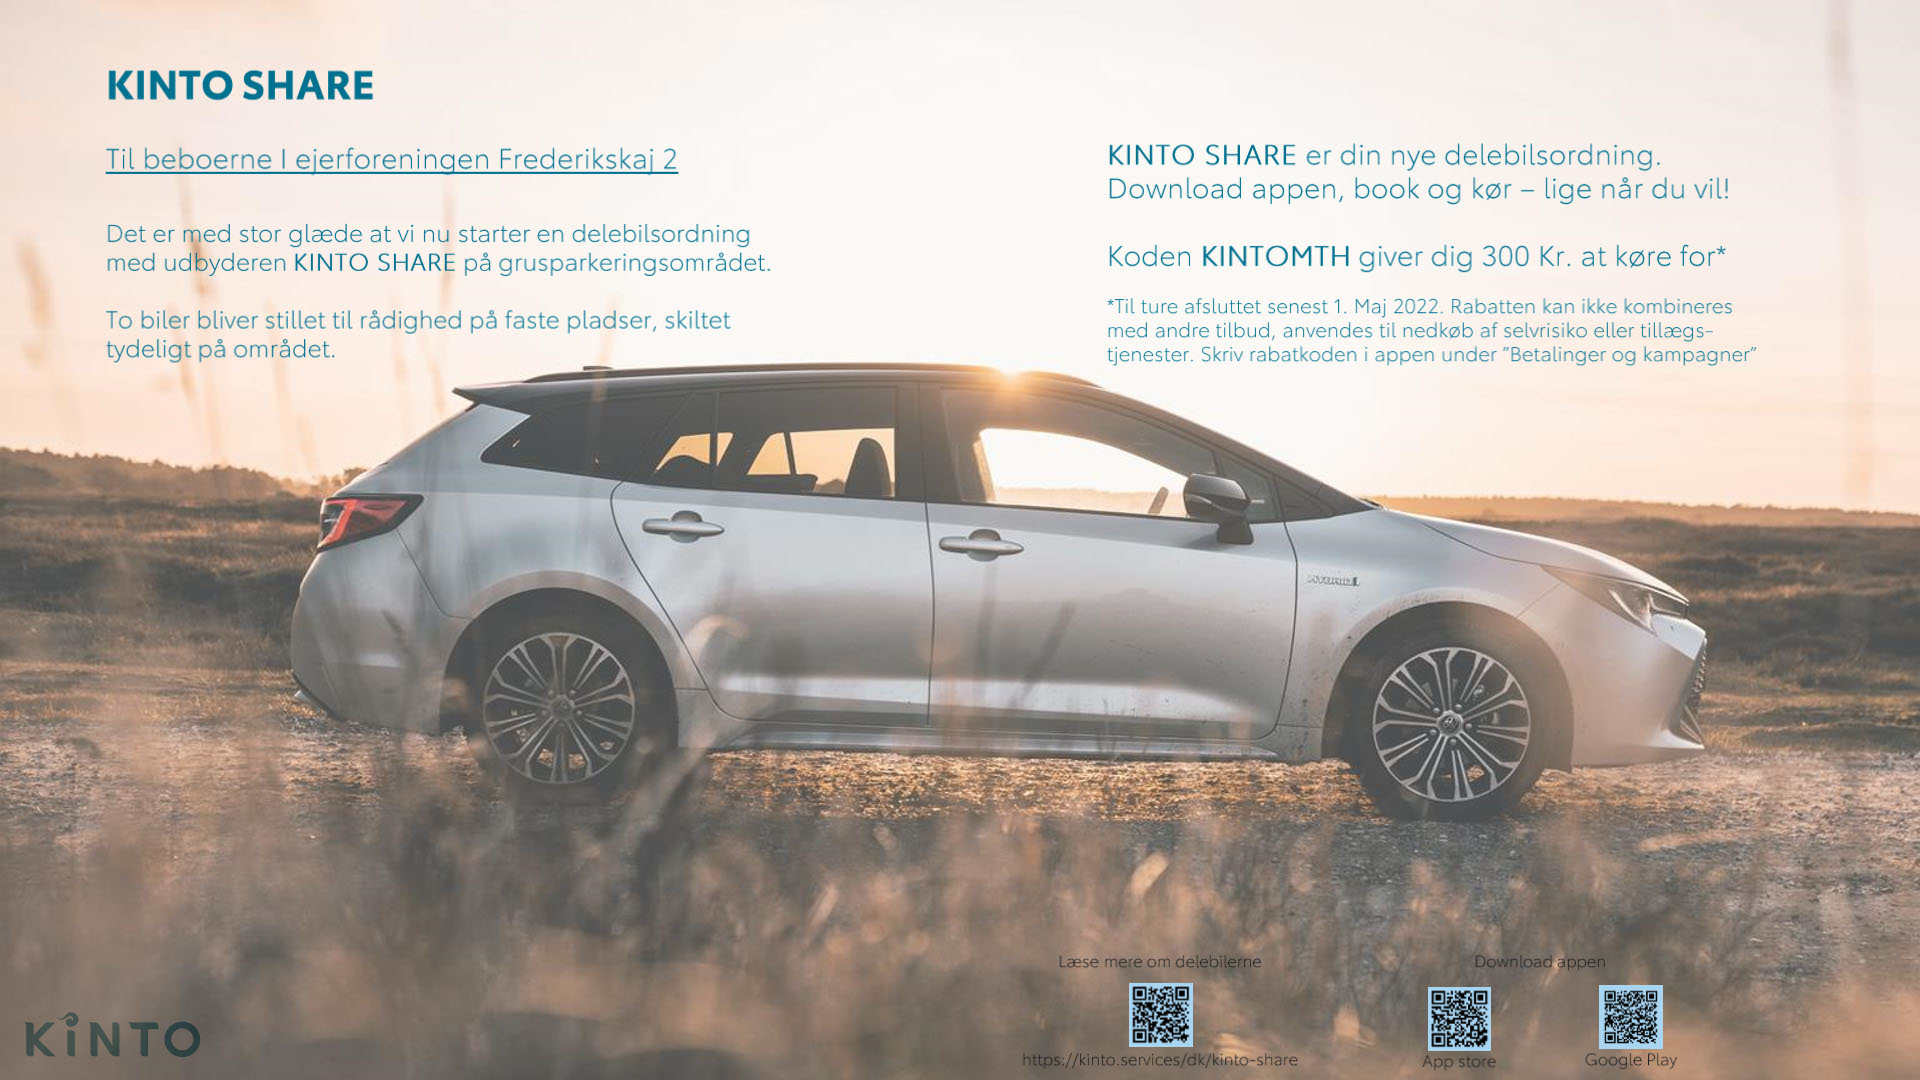 KINTO SHARE
Til beboerne I ejerforeningen Frederikskaj 2
Det er med stor glæde at vi nu starter en delebilsordning
med udbyderen KINTO SHARE på grusparkeringsområdet.
To biler bliver stillet til rådighed på faste pladser, skiltet
tydeligt på området.
KINTO SHARE er din nye delebilsordning.
Download appen, book og kør – lige når du vil!
Koden KINTOMTH giver dig 300 Kr. at køre for*
*Til ture afsluttet senest 1. Maj 2022. Rabatten kan ikke kombineres
med andre tilbud, anvendes til nedkøb af selvrisiko eller tillægs-
tjenester. Skriv rabatkoden i appen under ”Betalinger og kampagner”
HYBRID
Læse mere om delebilerne
Download appen
https://kinto.services/dk/kinto-share
App store
Google Play
KINTO